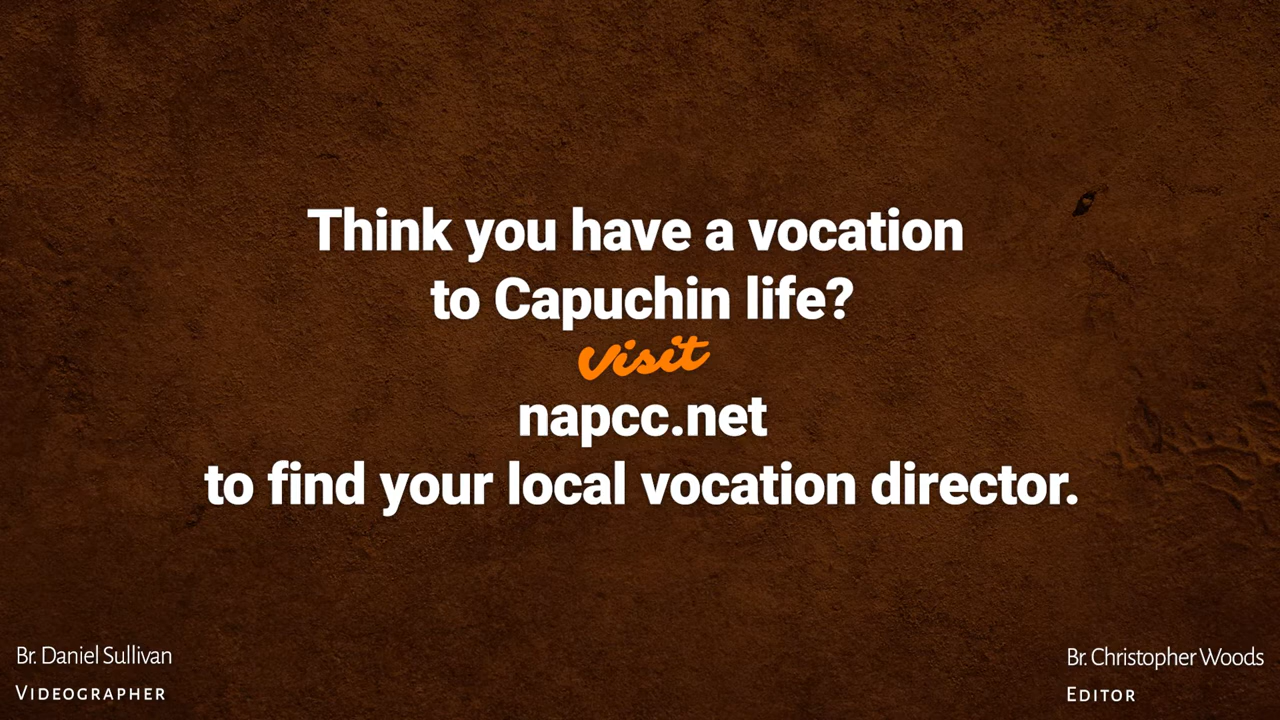 Think you have a vocation
to Capuchin life?
Visit
napcc.net
to find your local vocation director.
Br. Daniel Sullivan
Videographer
Br. Christopher Woods
Editor